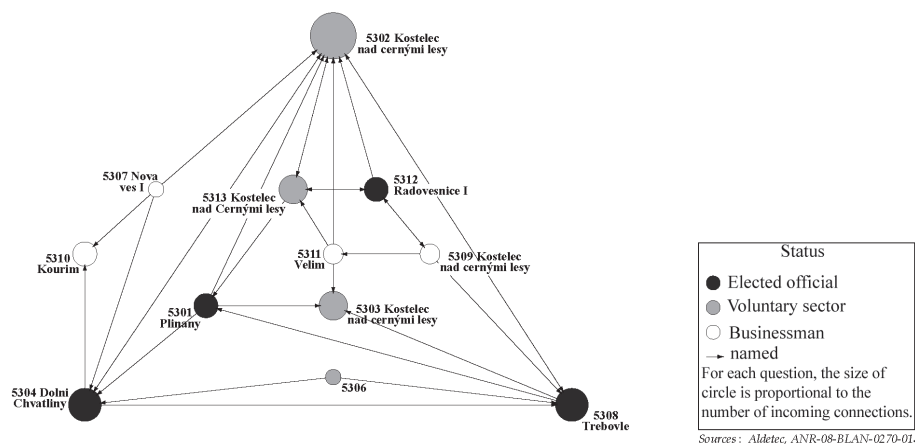 5302 Kostelec
nad cernými lesy
5307 Nova
ves I
5312
Radovesnice I
5313 Kostelec
nad Cernými lesy
5310
Kourim
5311
Velim
5309 Kostelec
nad cernými lesy
5301
Plinany
5303 Kostelec
nad cernými lesy
5306
5304 Dolni
Chvatliny
5308
Trebovle
Status
Elected official
Voluntary sector
Businessman
named
For each question, the size of
circle is proportional to the
number of incoming connections.
Sources : Aldetec, ANR-08-BLAN-0270-01.